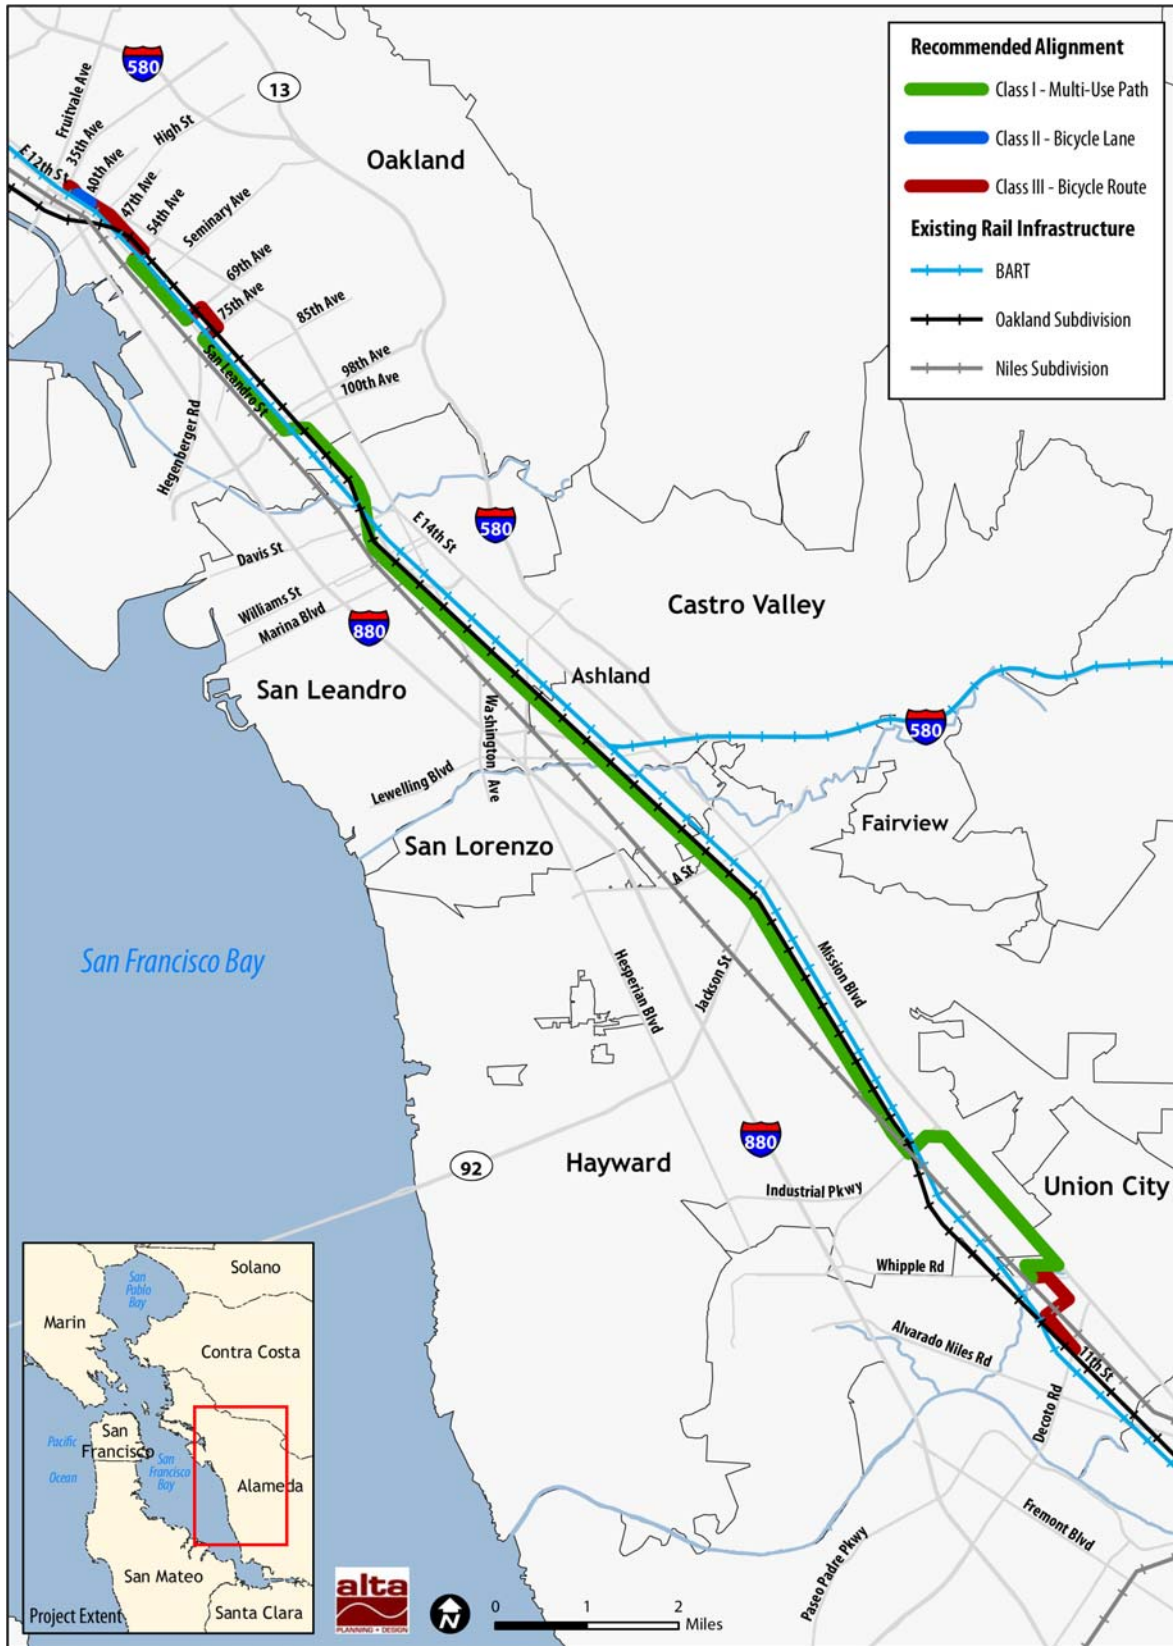 Recommended Alignment
Class I - Multi-Use Path
Class II - Bicycle Lane
Class III - Bicycle Route
Existing Rail Infrastructure
BART
Oakland Subdivision
Niles Subdivision
580
13
Oakland
Fruitvale Ave
35th Ave
E 12th St
40th Ave
High St
47th Ave
54th Ave
Seminary Ave
69th Ave
75th Ave
85th Ave
98th Ave
100th Ave
San Leandro St
Hegenberger Rd
580
E 14th St
Davis St
Williams St
Marina Blvd
880
Castro Valley
San Leandro
Ashland
Washington Ave
580
Lewelling Blvd
San Lorenzo
Fairview
A St
San Francisco Bay
Hesperian Blvd
Jackson St
Mission Blvd
880
92
Hayward
Industrial Pkwy
Union City
Whipple Rd
Alvarado Niles Rd
11th St
Decoto Rd
Fremont Blvd
Paseo Padre Pkwy
San
Pablo
Bay
Solano
Marin
Contra Costa
San
Francisco
Pacific
Ocean
San
Francisco
Bay
Alameda
San Mateo
Santa Clara
Project Extent
alta
PLANNING + DESIGN
N
0 1 2
Miles